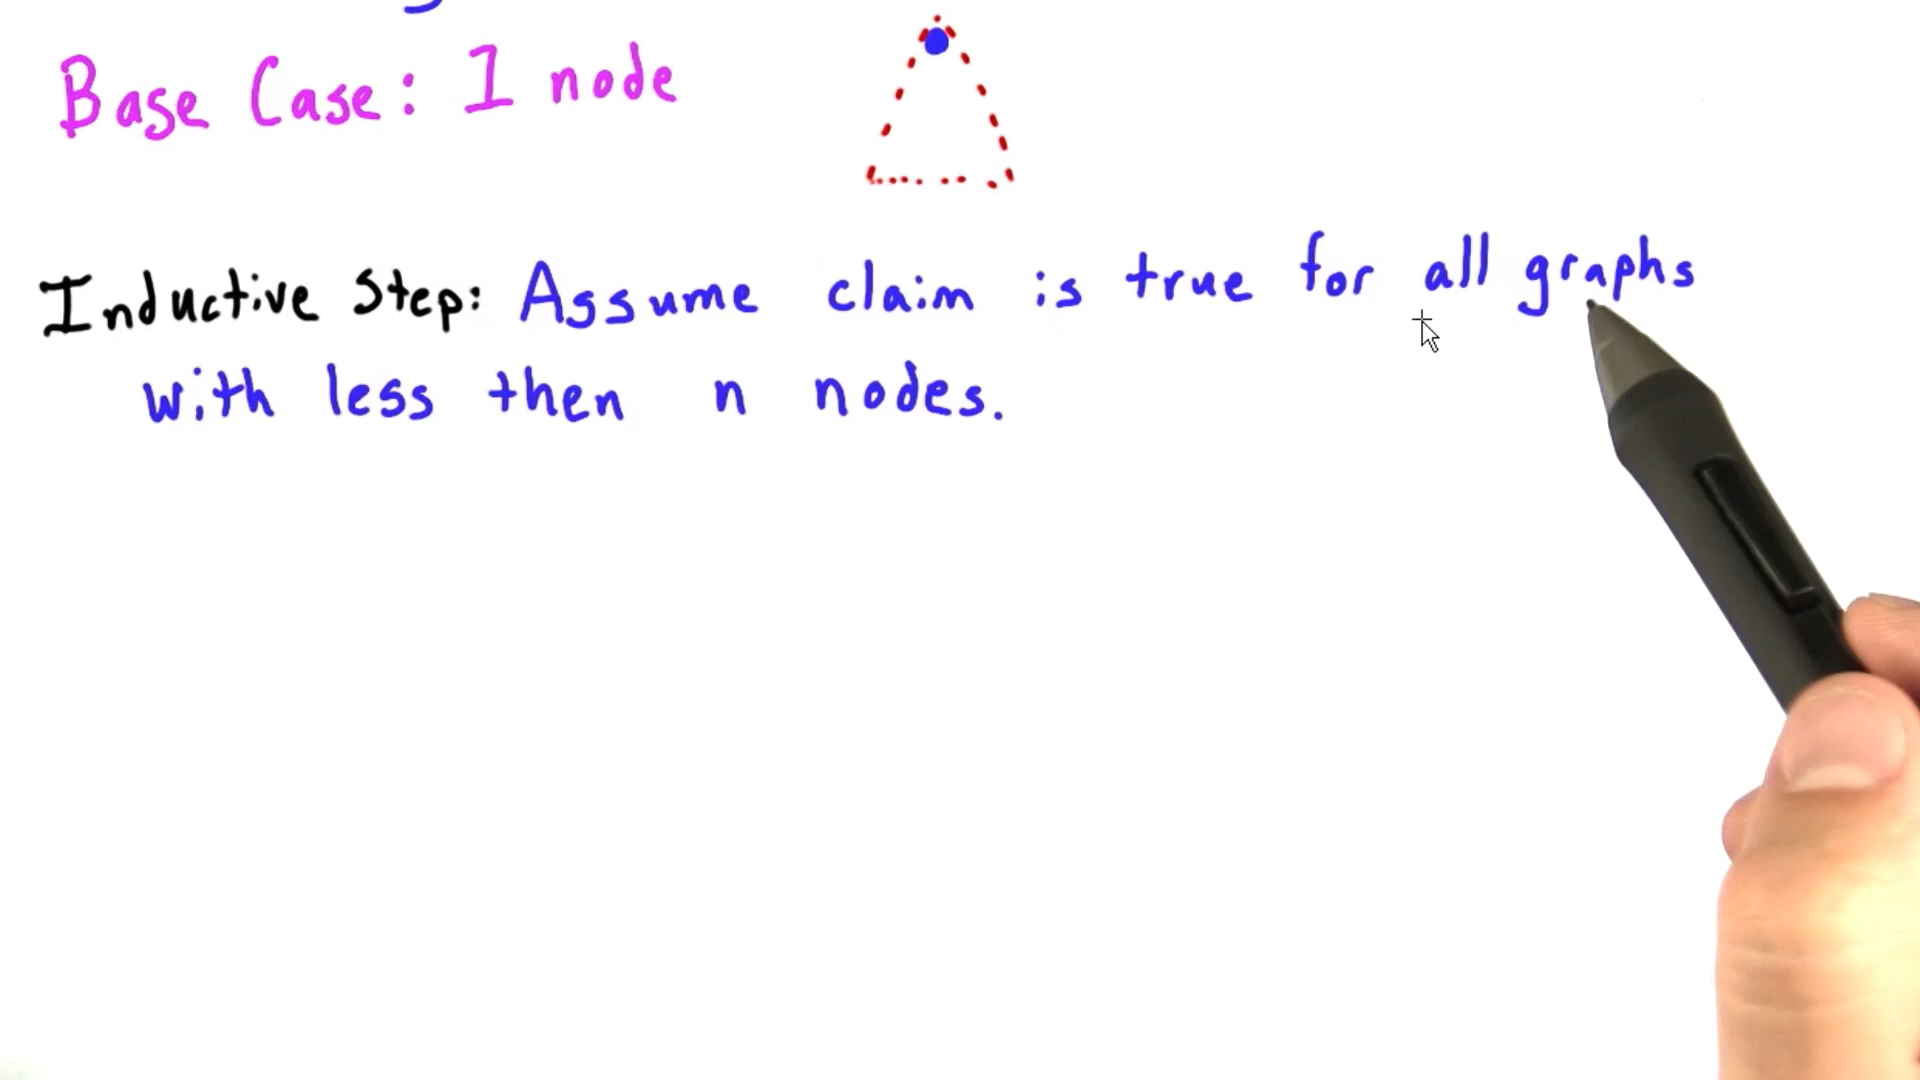 Base Case: 1 node
Inductive Step: Assume claim is true for all graphs
with less then n nodes.